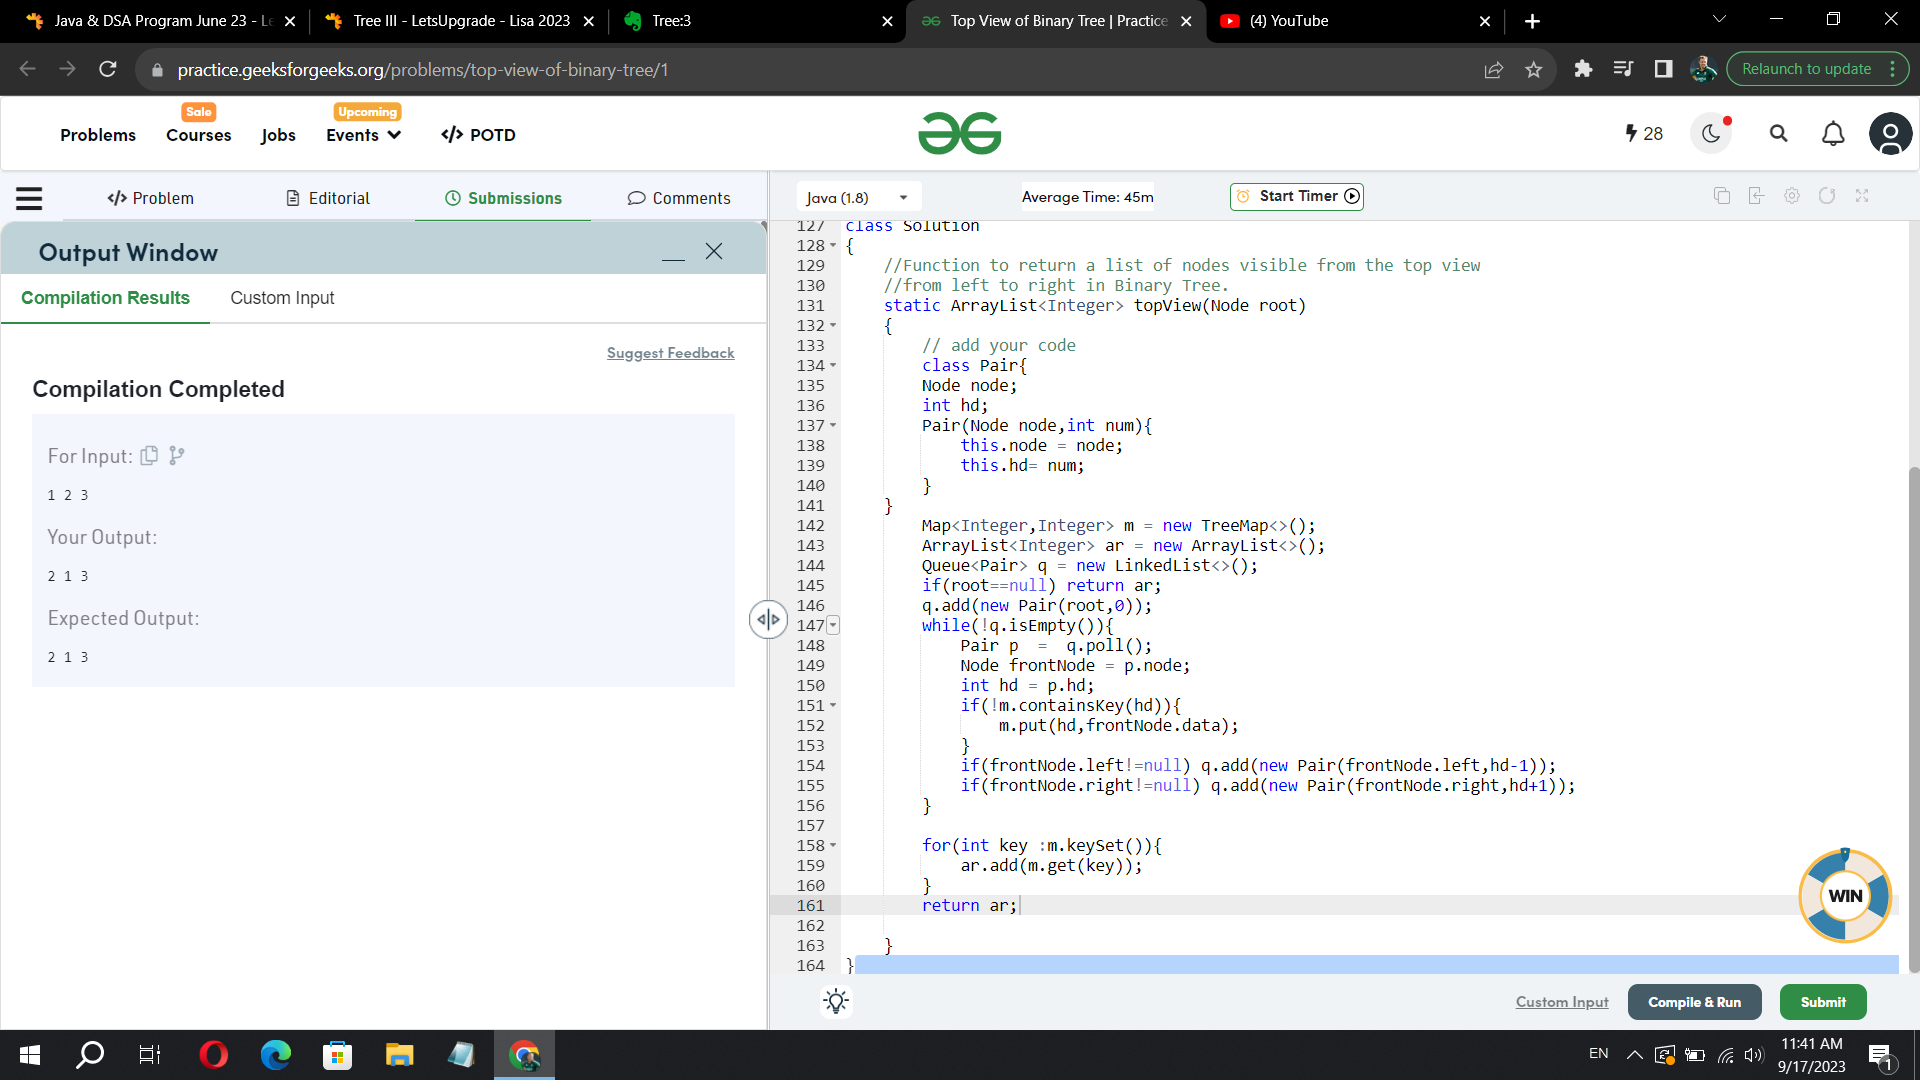 Java & DSA Program June 23 - Le
Tree III - LetsUpgrade - Lisa 2023
Tree:3
Top View of Binary Tree | Practice
(4) YouTube
practice.geeksforgeeks.org/problems/top-view-of-binary-tree/1
Relaunch to update
Sale
Upcoming
Problems
Courses
Jobs
Events
</> POTD
28
</> Problem
Editorial
Submissions
Comments
Java (1.8)
Average Time: 45m
Start Timer
Output Window
Compilation Results
Custom Input
Suggest Feedback
Compilation Completed
For Input:
1 2 3
Your Output:
2 1 3
Expected Output:
2 1 3
127 class Solution
128 {
129 //Function to return a list of nodes visible from the top view
130 //from left to right in Binary Tree.
131 static ArrayList<Integer> topView(Node root)
132 {
133 // add your code
134 class Pair{
135 Node node;
136 int hd;
137 Pair(Node node,int num){
138 this.node = node;
139 this.hd= num;
140 }
141 }
142 Map<Integer,Integer> m = new TreeMap<>();
143 ArrayList<Integer> ar = new ArrayList<>();
144 Queue<Pair> q = new LinkedList<>();
145 if(root==null) return ar;
146 q.add(new Pair(root,0));
147 while(!q.isEmpty()){
148 Pair p  =  q.poll();
149 Node frontNode = p.node;
150 int hd = p.hd;
151 if(!m.containsKey(hd)){
152 m.put(hd,frontNode.data);
153 }
154 if(frontNode.left!=null) q.add(new Pair(frontNode.left,hd-1));
155 if(frontNode.right!=null) q.add(new Pair(frontNode.right,hd+1));
156 }
157
158 for(int key :m.keySet()){
159 ar.add(m.get(key));
160 }
161 return ar;
162
163 }
164 }
WIN
Custom Input
Compile & Run
Submit
EN
11:41 AM
9/17/2023
1